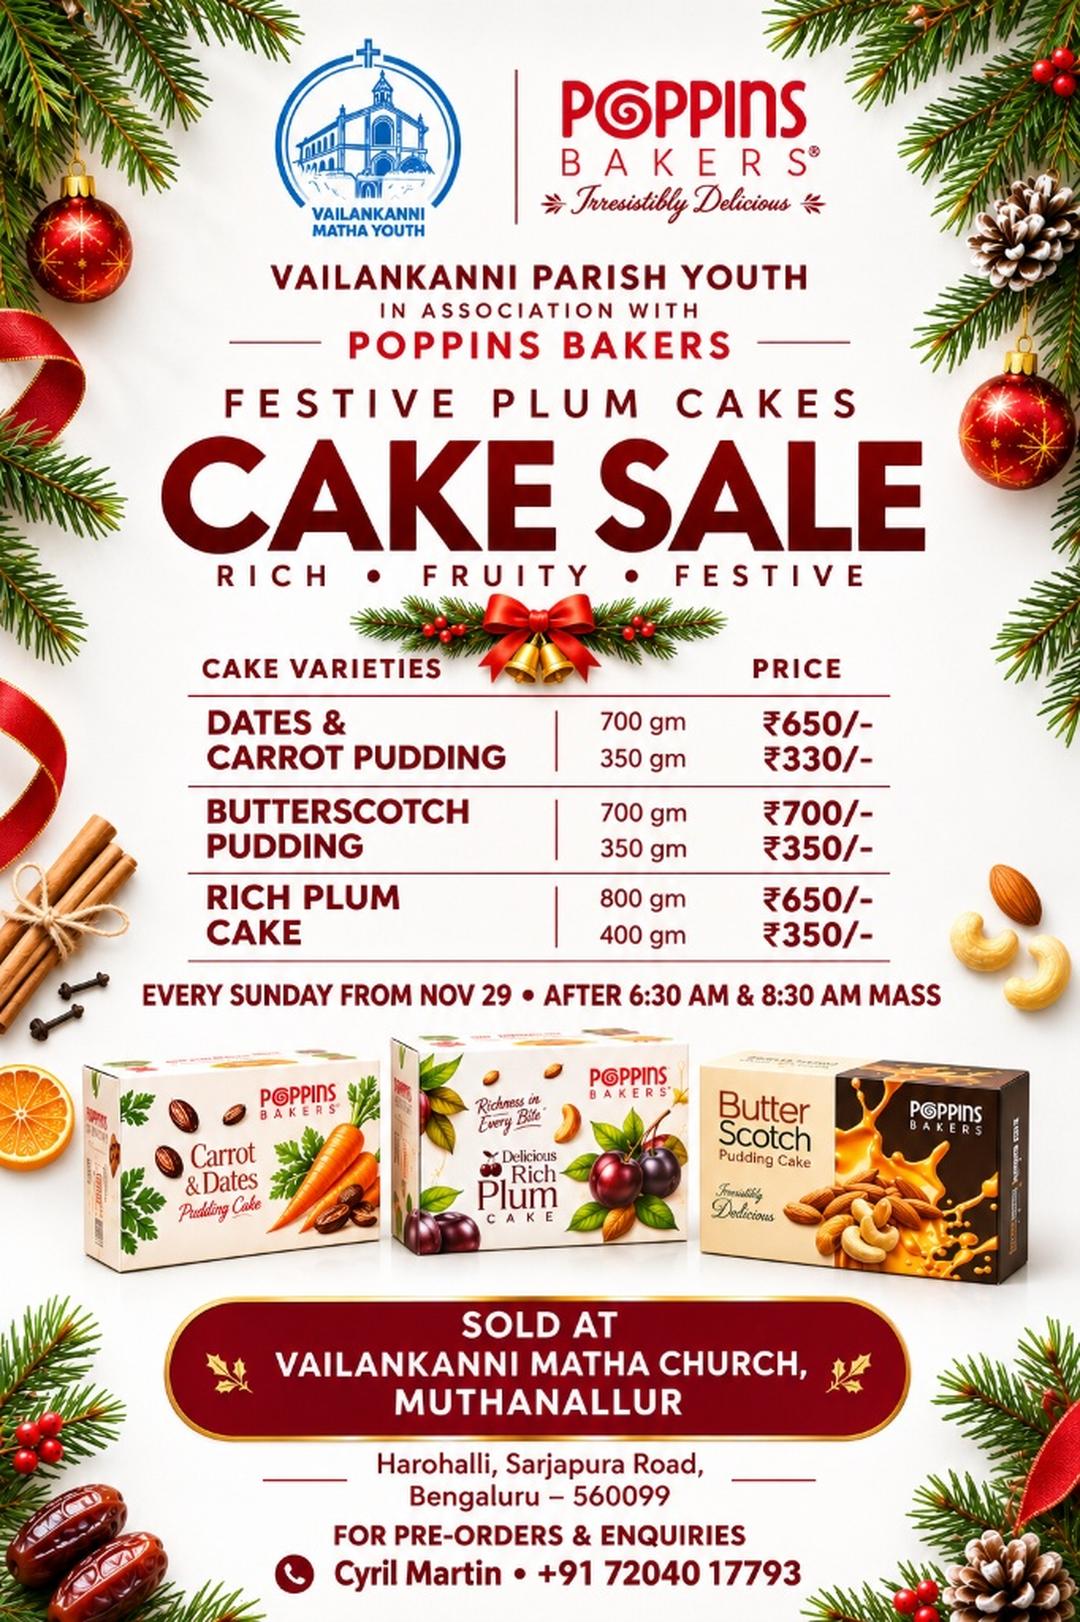 VAILANKANNI
MATHA YOUTH
POPPINS
BAKERS®
Irresistibly Delicious
VAILANKANNI PARISH YOUTH
IN ASSOCIATION WITH
POPPINS BAKERS
FESTIVE PLUM CAKES
CAKE SALE
RICH • FRUITY • FESTIVE
CAKE VARIETIES PRICE
DATES & 700 gm ₹650/-
CARROT PUDDING 350 gm ₹330/-
BUTTERSCOTCH 700 gm ₹700/-
PUDDING 350 gm ₹350/-
RICH PLUM 800 gm ₹650/-
CAKE 400 gm ₹350/-
EVERY SUNDAY FROM NOV 29 • AFTER 6:30 AM & 8:30 AM MASS
POPPINS
BAKERS
Carrot
& Dates
Pudding Cake
POPPINS
BAKERS
Richness in
Every Bite
Delicious
Rich
Plum
CAKE
Butter
Scotch
Pudding Cake
POPPINS
BAKERS
SOLD AT
VAILANKANNI MATHA CHURCH,
MUTHANALLUR
Harohalli, Sarjapura Road,
Bengaluru – 560099
FOR PRE-ORDERS & ENQUIRIES
Cyril Martin • +91 72040 17793